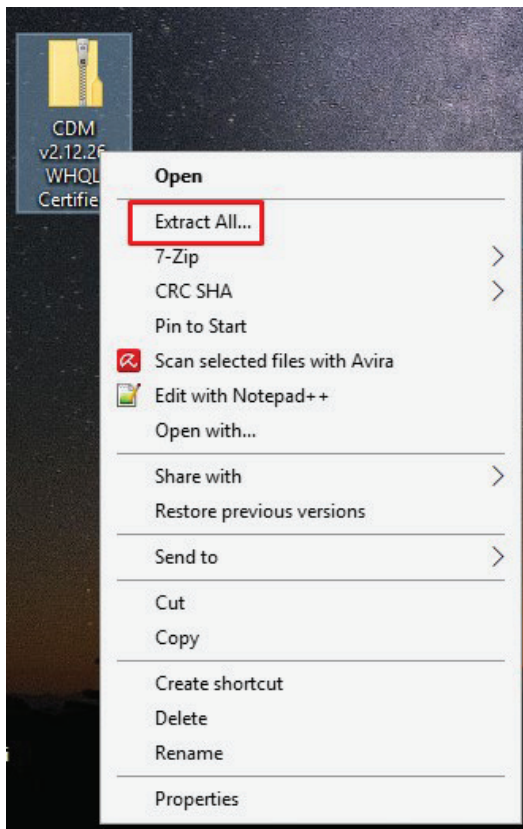 CDM
v2.12.26
WHQL
Certifie
Open
Extract All...
7-Zip
CRC SHA
Pin to Start
Scan selected files with Avira
Edit with Notepad++
Open with...
Share with
Restore previous versions
Send to
Cut
Copy
Create shortcut
Delete
Rename
Properties